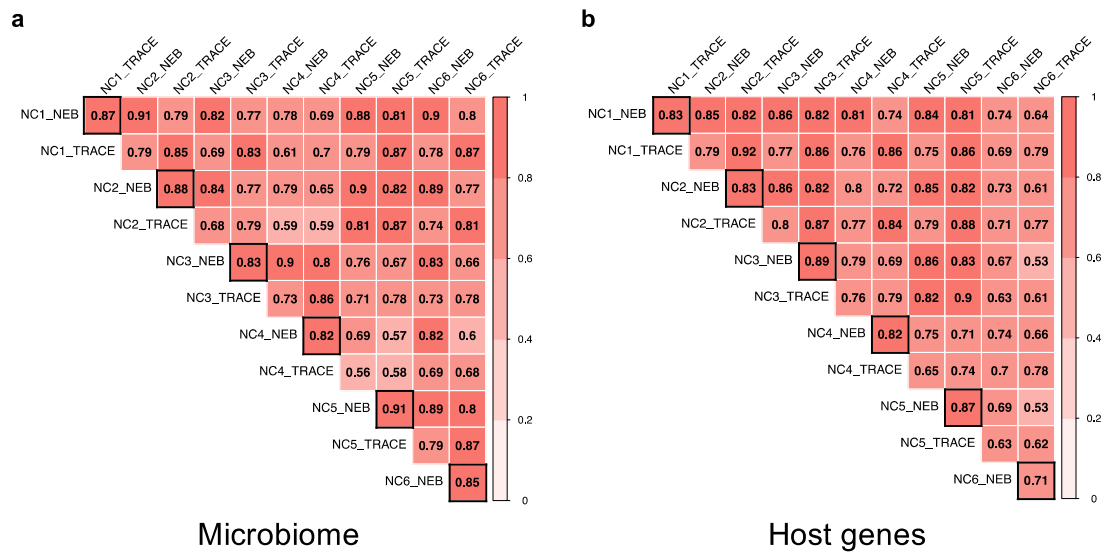 a
NC1_TRACE NC2_NEB NC2_TRACE NC3_NEB NC3_TRACE NC4_NEB NC4_TRACE NC5_NEB NC5_TRACE NC6_NEB NC6_TRACE
NC1_NEB 0.87 0.91 0.79 0.82 0.77 0.78 0.69 0.88 0.81 0.9 0.8
NC1_TRACE 0.79 0.85 0.69 0.83 0.61 0.7 0.79 0.87 0.78 0.87
NC2_NEB 0.88 0.84 0.77 0.79 0.65 0.9 0.82 0.89 0.77
NC2_TRACE 0.68 0.79 0.59 0.59 0.81 0.87 0.74 0.81
NC3_NEB 0.83 0.9 0.8 0.76 0.67 0.83 0.66
NC3_TRACE 0.73 0.86 0.71 0.78 0.73 0.78
NC4_NEB 0.82 0.69 0.57 0.82 0.6
NC4_TRACE 0.56 0.58 0.69 0.68
NC5_NEB 0.91 0.89 0.8
NC5_TRACE 0.79 0.87
NC6_NEB 0.85
1
0.8
0.6
0.4
0.2
0
Microbiome
b
NC1_TRACE NC2_NEB NC2_TRACE NC3_NEB NC3_TRACE NC4_NEB NC4_TRACE NC5_NEB NC5_TRACE NC6_NEB NC6_TRACE
NC1_NEB 0.83 0.85 0.82 0.86 0.82 0.81 0.74 0.84 0.81 0.74 0.64
NC1_TRACE 0.79 0.92 0.77 0.86 0.76 0.86 0.75 0.86 0.69 0.79
NC2_NEB 0.83 0.86 0.82 0.8 0.72 0.85 0.82 0.73 0.61
NC2_TRACE 0.8 0.87 0.77 0.84 0.79 0.88 0.71 0.77
NC3_NEB 0.89 0.79 0.69 0.86 0.83 0.67 0.53
NC3_TRACE 0.76 0.79 0.82 0.9 0.63 0.61
NC4_NEB 0.82 0.75 0.71 0.74 0.66
NC4_TRACE 0.65 0.74 0.7 0.78
NC5_NEB 0.87 0.69 0.53
NC5_TRACE 0.63 0.62
NC6_NEB 0.71
1
0.8
0.6
0.4
0.2
0
Host genes